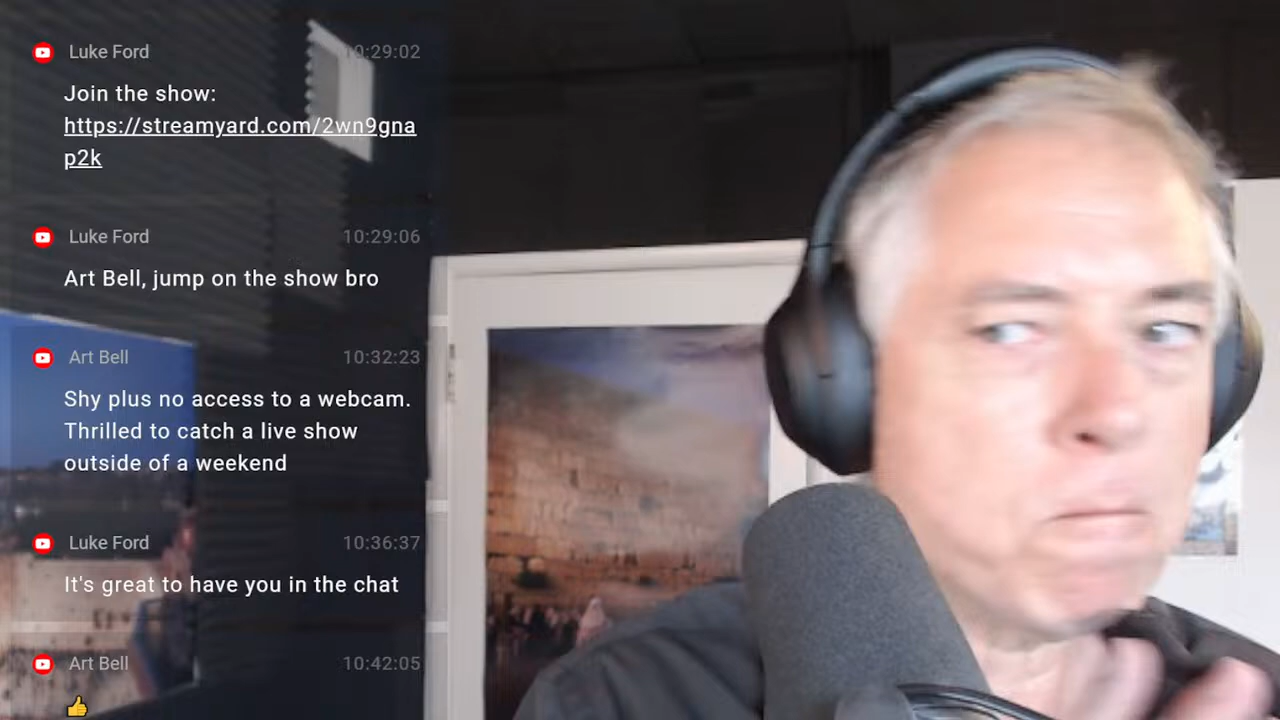 Luke Ford 10:29:02
Join the show:
https://streamyard.com/2wn9gna
p2k
Luke Ford 10:29:06
Art Bell, jump on the show bro
Art Bell 10:32:23
Shy plus no access to a webcam.
Thrilled to catch a live show
outside of a weekend
Luke Ford 10:36:37
It's great to have you in the chat
Art Bell 10:42:05
👍